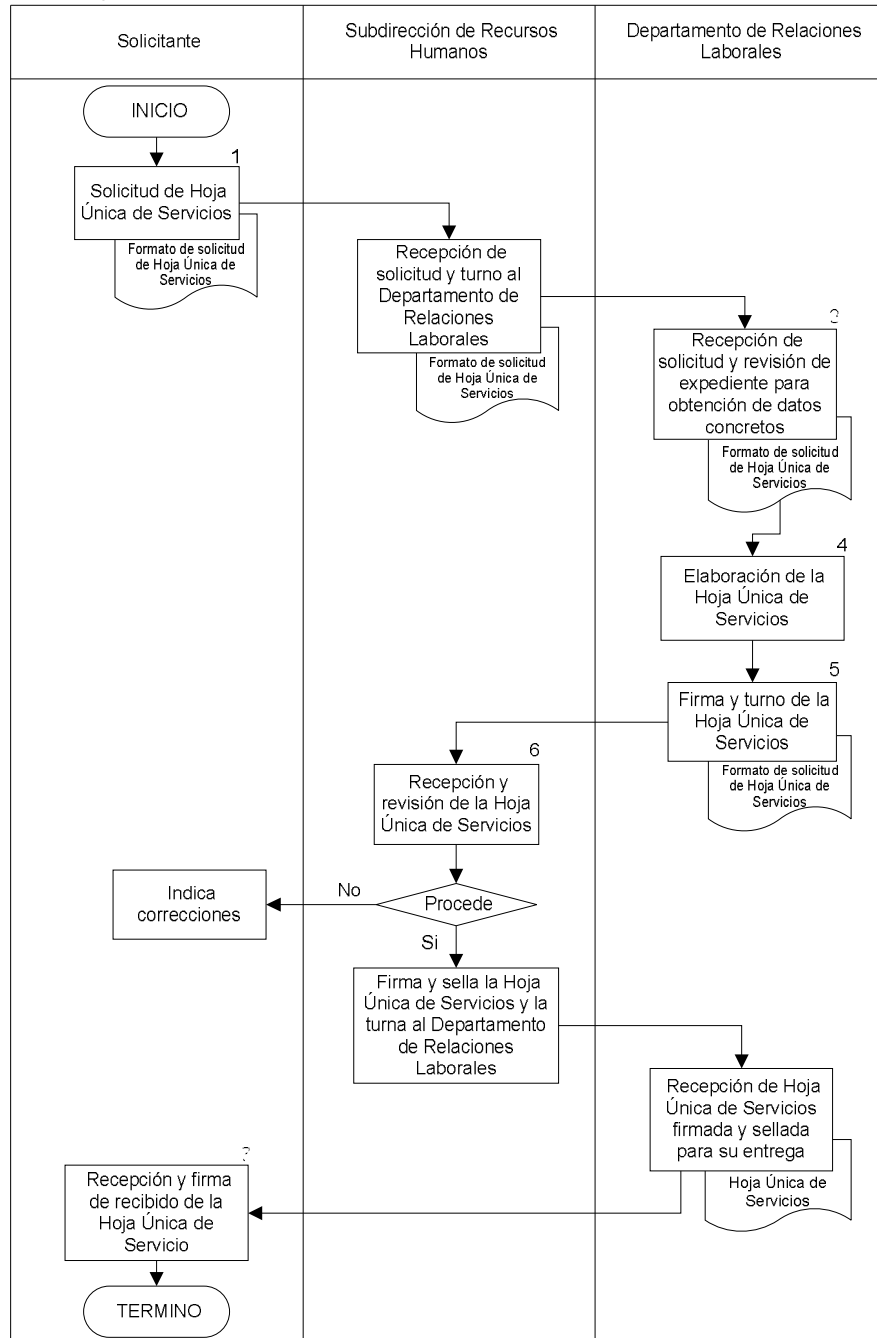 Solicitante
Subdirección de Recursos
Humanos
Departamento de Relaciones
Laborales
INICIO
1
Solicitud de Hoja
Única de Servicios
Formato de solicitud
de Hoja Única de
Servicios
Recepción de
solicitud y turno al
Departamento de
Relaciones
Laborales
Formato de solicitud
de Hoja Única de
Servicios
Recepción de
solicitud y revisión de
expediente para
obtención de datos
concretos
Formato de solicitud
de Hoja Única de
Servicios
4
Elaboración de la
Hoja Única de
Servicios
5
Firma y turno de la
Hoja Única de
Servicios
Formato de solicitud
de Hoja Única de
Servicios
6
Recepción y
revisión de la Hoja
Única de Servicios
Procede
No
Indica
correcciones
Si
Firma y sella la Hoja
Única de Servicios y la
turna al Departamento
de Relaciones
Laborales
Recepción de Hoja
Única de Servicios
firmada y sellada
para su entrega
Hoja Única de
Servicios
Recepción y firma
de recibido de la
Hoja Única de
Servicio
TERMINO